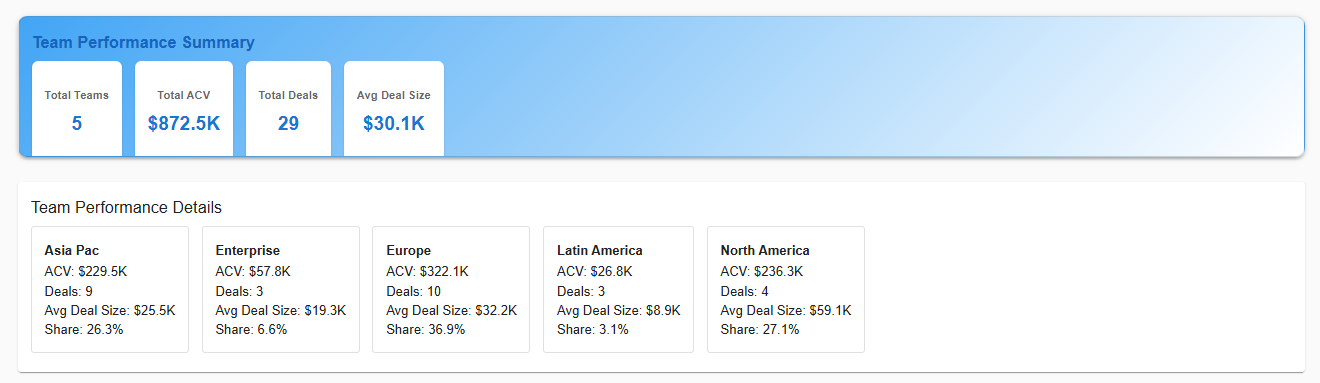 Team Performance Summary
Total Teams
5
Total ACV
$872.5K
Total Deals
29
Avg Deal Size
$30.1K
Team Performance Details
Asia Pac
ACV: $229.5K
Deals: 9
Avg Deal Size: $25.5K
Share: 26.3%
Enterprise
ACV: $57.8K
Deals: 3
Avg Deal Size: $19.3K
Share: 6.6%
Europe
ACV: $322.1K
Deals: 10
Avg Deal Size: $32.2K
Share: 36.9%
Latin America
ACV: $26.8K
Deals: 3
Avg Deal Size: $8.9K
Share: 3.1%
North America
ACV: $236.3K
Deals: 4
Avg Deal Size: $59.1K
Share: 27.1%